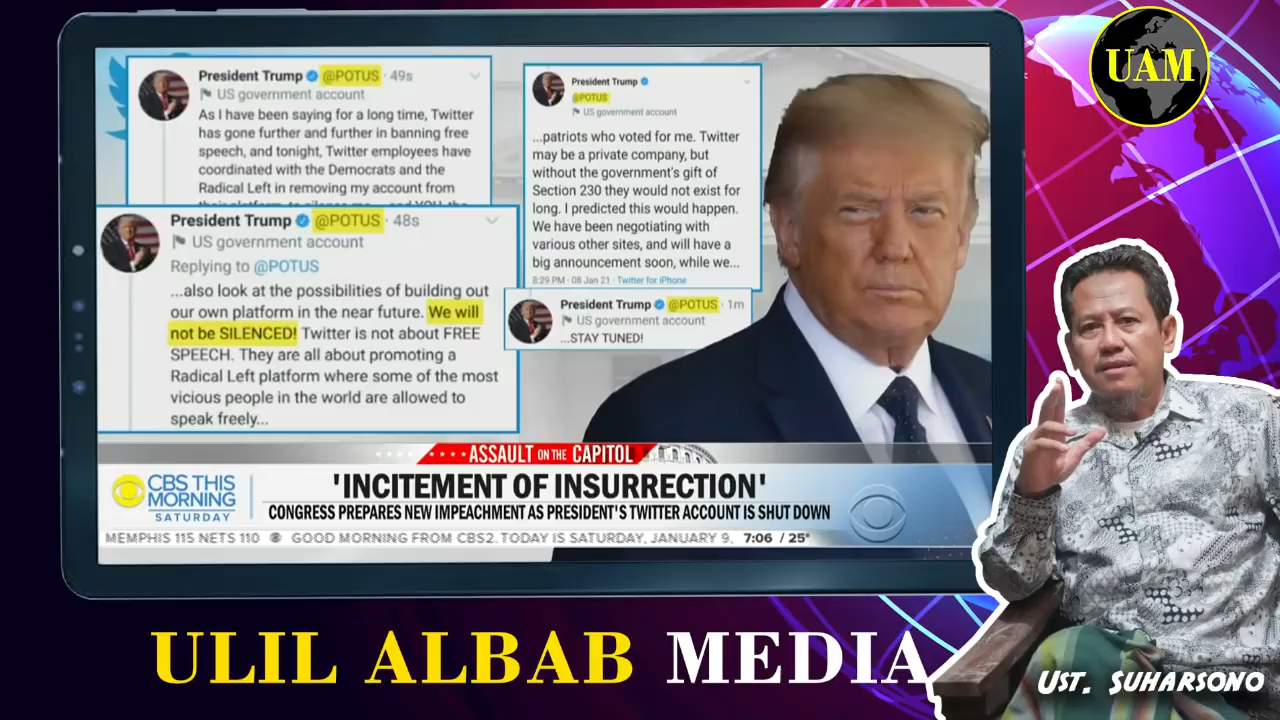 President Trump @POTUS · 49s
US government account
As I have been saying for a long time, Twitter
has gone further and further in banning free
speech, and tonight, Twitter employees have
coordinated with the Democrats and the
Radical Left in removing my account from
President Trump @POTUS · 48s
US government account
Replying to @POTUS
...also look at the possibilities of building out
our own platform in the near future. We will
not be SILENCED! Twitter is not about FREE
SPEECH. They are all about promoting a
Radical Left platform where some of the most
vicious people in the world are allowed to
speak freely...
President Trump
@POTUS
US government account
...patriots who voted for me. Twitter
may be a private company, but
without the government's gift of
Section 230 they would not exist for
long. I predicted this would happen.
We have been negotiating with
various other sites, and will have a
big announcement soon, while we...
8:29 PM · 08 Jan 21 · Twitter for iPhone
President Trump @POTUS · 1m
US government account
...STAY TUNED!
UAM
ASSAULT ON THE CAPITOL
CBS THIS
MORNING
SATURDAY
'INCITEMENT OF INSURRECTION'
CONGRESS PREPARES NEW IMPEACHMENT AS PRESIDENT'S TWITTER ACCOUNT IS SHUT DOWN
MEMPHIS 115 NETS 110 GOOD MORNING FROM CBS2. TODAY IS SATURDAY, JANUARY 9, 7:06 / 25°
ULIL ALBAB MEDIA
UST. SUHARSONO